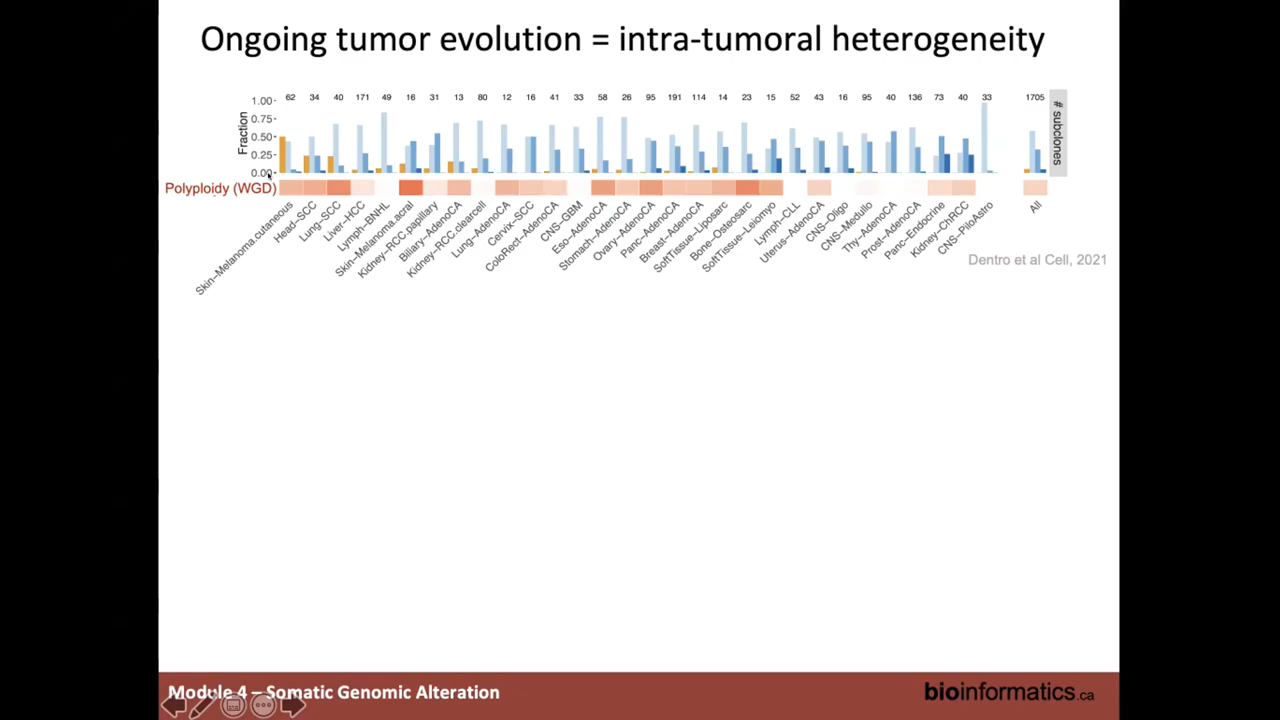 Ongoing tumor evolution = intra-tumoral heterogeneity
62 34 40 171 49 16 31 13 80 12 16 41 33 58 26 95 191 114 14 23 15 52 43 16 95 40 136 73 40 33 1705
1.00
0.75
0.50
0.25
0.00
Fraction
# subclones
Polyploidy (WGD)
Skin–Melanoma.cutaneous
Head–SCC
Lung–SCC
Liver–HCC
Lymph–BNHL
Skin–Melanoma.acral
Kidney–RCC.papillary
Biliary–AdenoCA
Kidney–RCC.clearcell
Lung–AdenoCA
Cervix–SCC
ColoRect–AdenoCA
CNS–GBM
Eso–AdenoCA
Stomach–AdenoCA
Ovary–AdenoCA
Panc–AdenoCA
Breast–AdenoCA
SoftTissue–Liposarc
Bone–Osteosarc
SoftTissue–Leiomyo
Lymph–CLL
Uterus–AdenoCA
CNS–Oligo
CNS–Medullo
Thy–AdenoCA
Prost–AdenoCA
Panc–Endocrine
Kidney–ChRCC
CNS–PiloAstro
All
Dentro et al Cell, 2021
Module 4 – Somatic Genomic Alteration
bioinformatics.ca